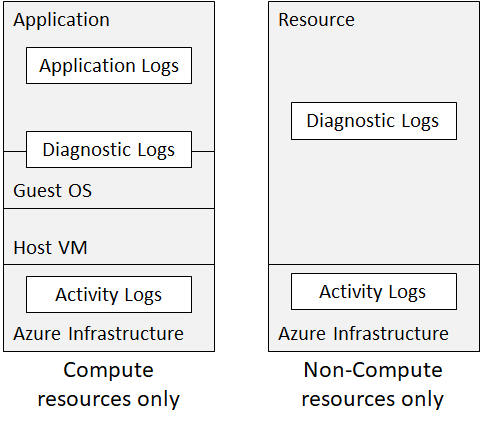 Application
Application Logs
Diagnostic Logs
Guest OS
Host VM
Activity Logs
Azure Infrastructure
Compute
resources only
Resource
Diagnostic Logs
Activity Logs
Azure Infrastructure
Non-Compute
resources only